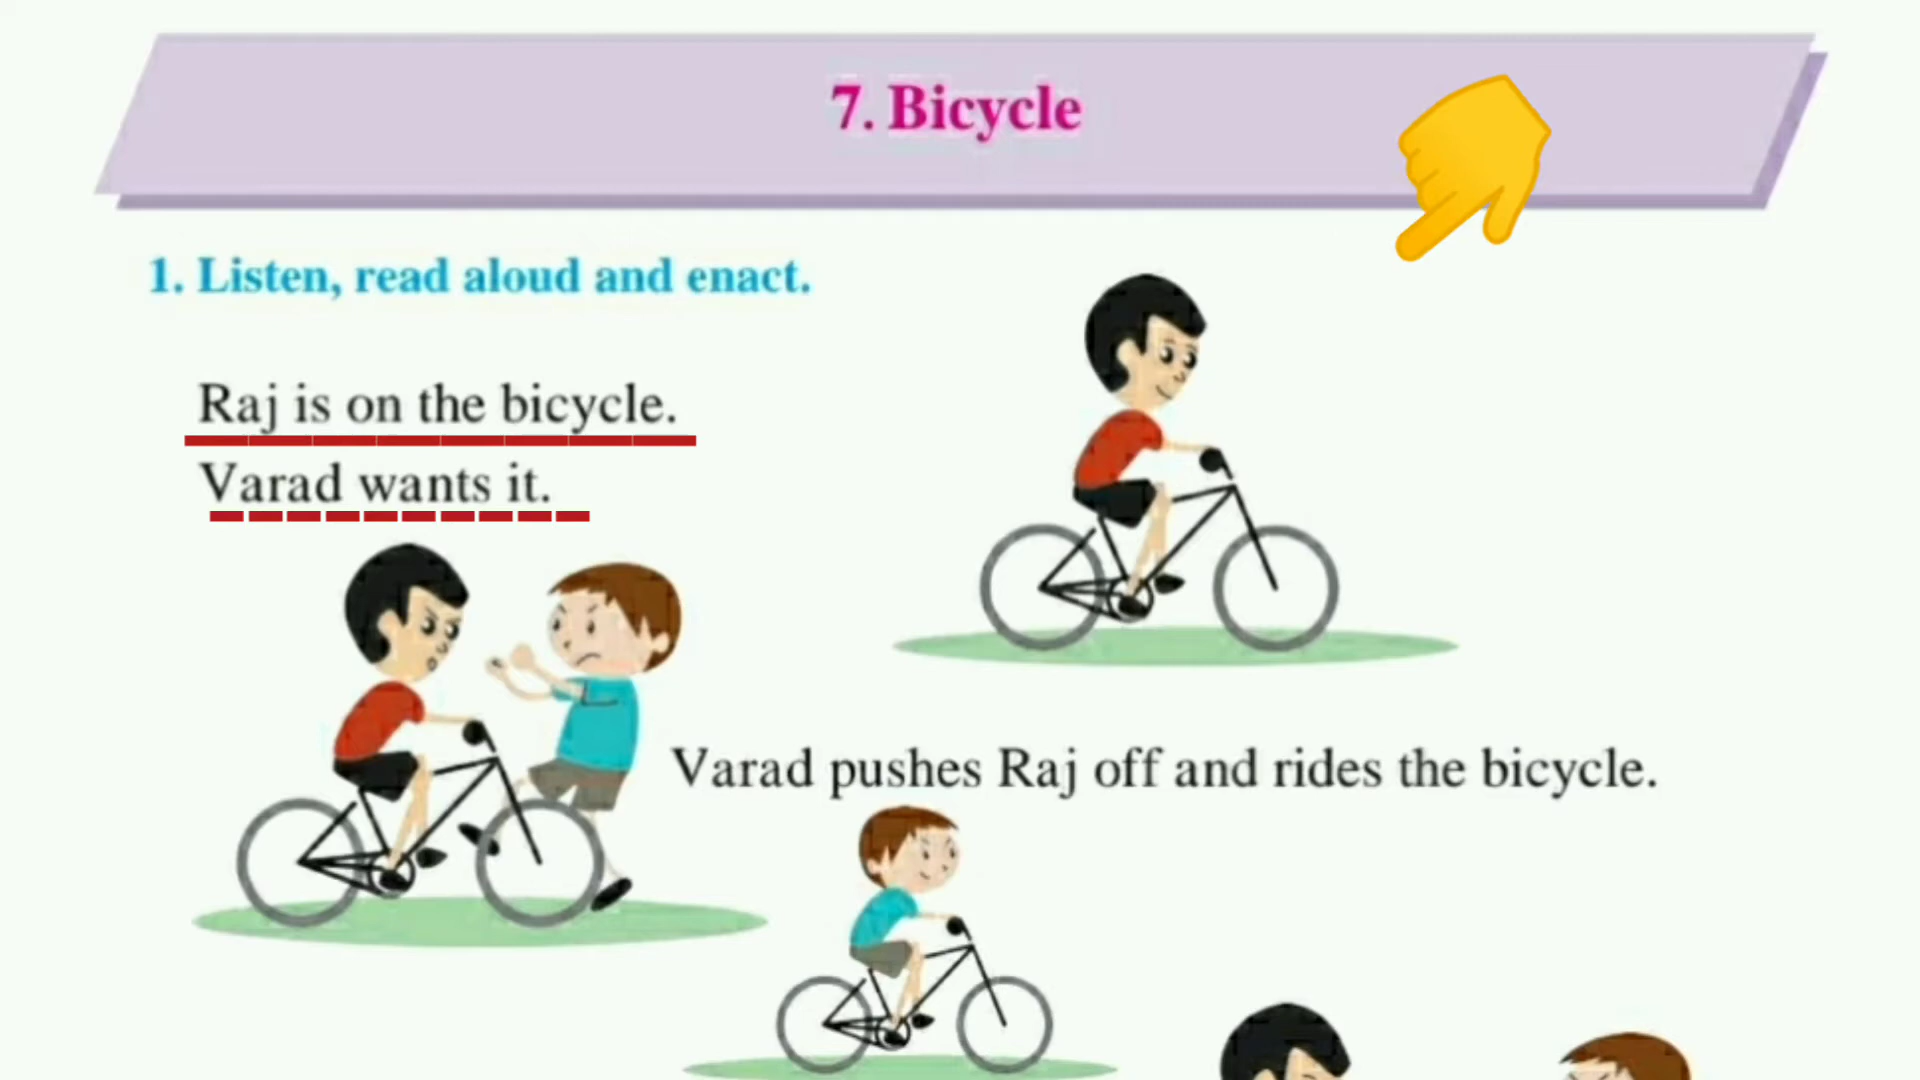 7. Bicycle
1. Listen, read aloud and enact.
Raj is on the bicycle.
Varad wants it.
Varad pushes Raj off and rides the bicycle.